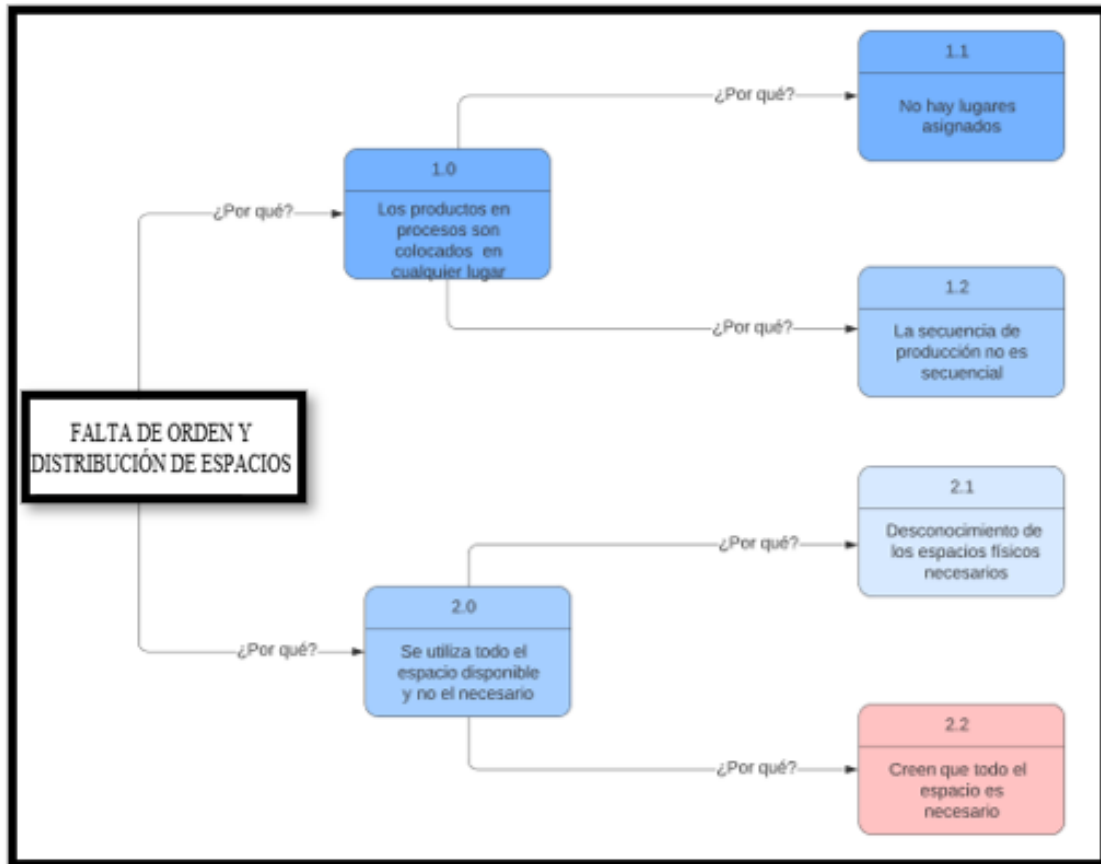 1.1
No hay lugares
asignados
¿Por qué?
1.0
Los productos en
procesos son
colocados en
cualquier lugar
¿Por qué?
¿Por qué?
1.2
La secuencia de
producción no es
secuencial
FALTA DE ORDEN Y
DISTRIBUCIÓN DE ESPACIOS
2.1
Desconocimiento de
los espacios físicos
necesarios
¿Por qué?
2.0
Se utiliza todo el
espacio disponible
y no el necesario
¿Por qué?
¿Por qué?
2.2
Creen que todo el
espacio es
necesario